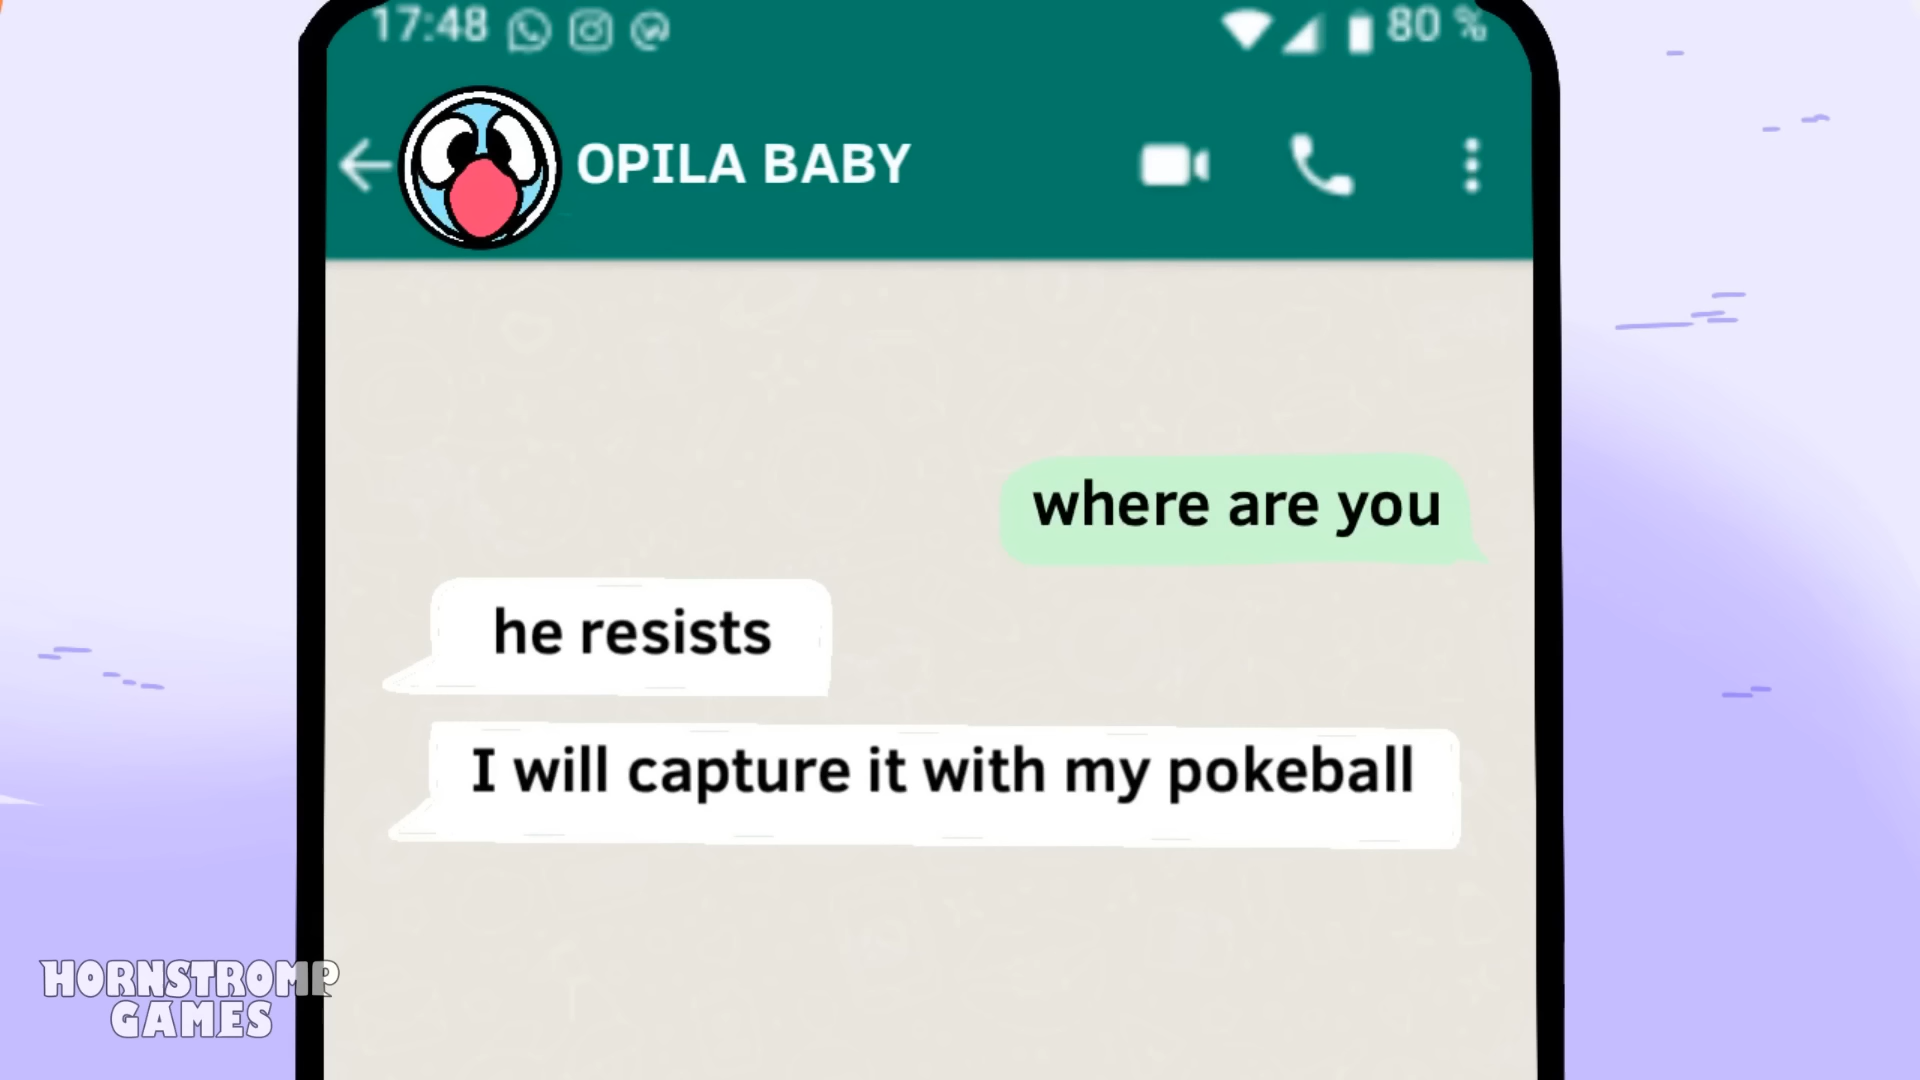 17:48
80 %
OPILA BABY
where are you
he resists
I will capture it with my pokeball
HORNSTROMP
GAMES